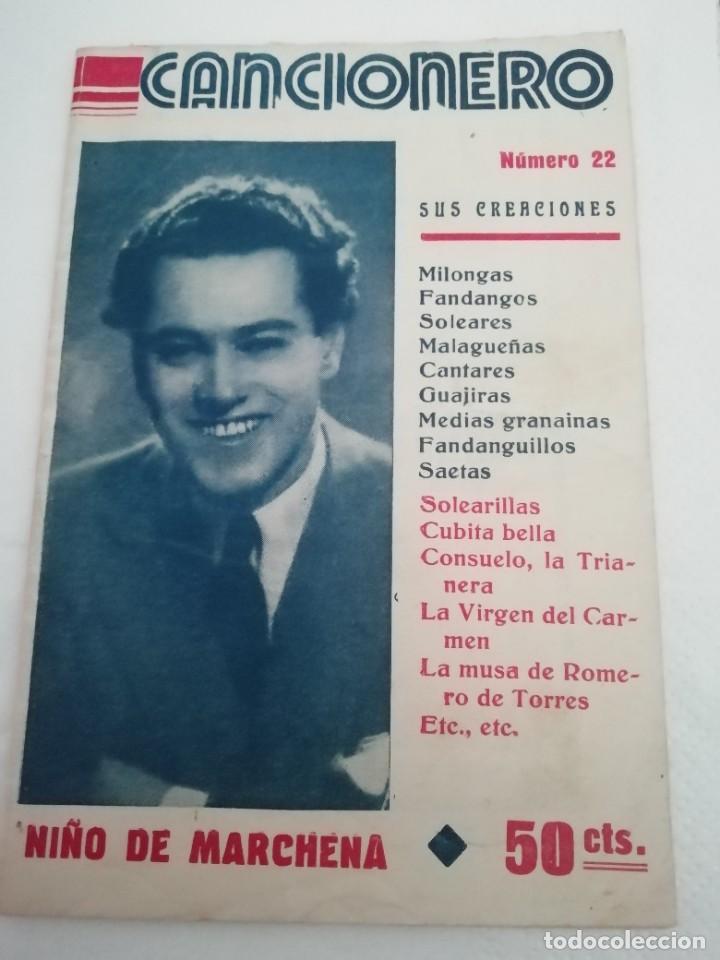 CANCIONERO
Número 22
SUS CREACIONES
Milongas
Fandangos
Soleares
Malagueñas
Cantares
Guajiras
Medias granainas
Fandanguillos
Saetas
Solearillas
Cubita bella
Consuelo, la Tria-
nera
La Virgen del Car-
men
La musa de Rome-
ro de Torres
Etc., etc.
NIÑO DE MARCHENA
50 cts.
todocoleccion